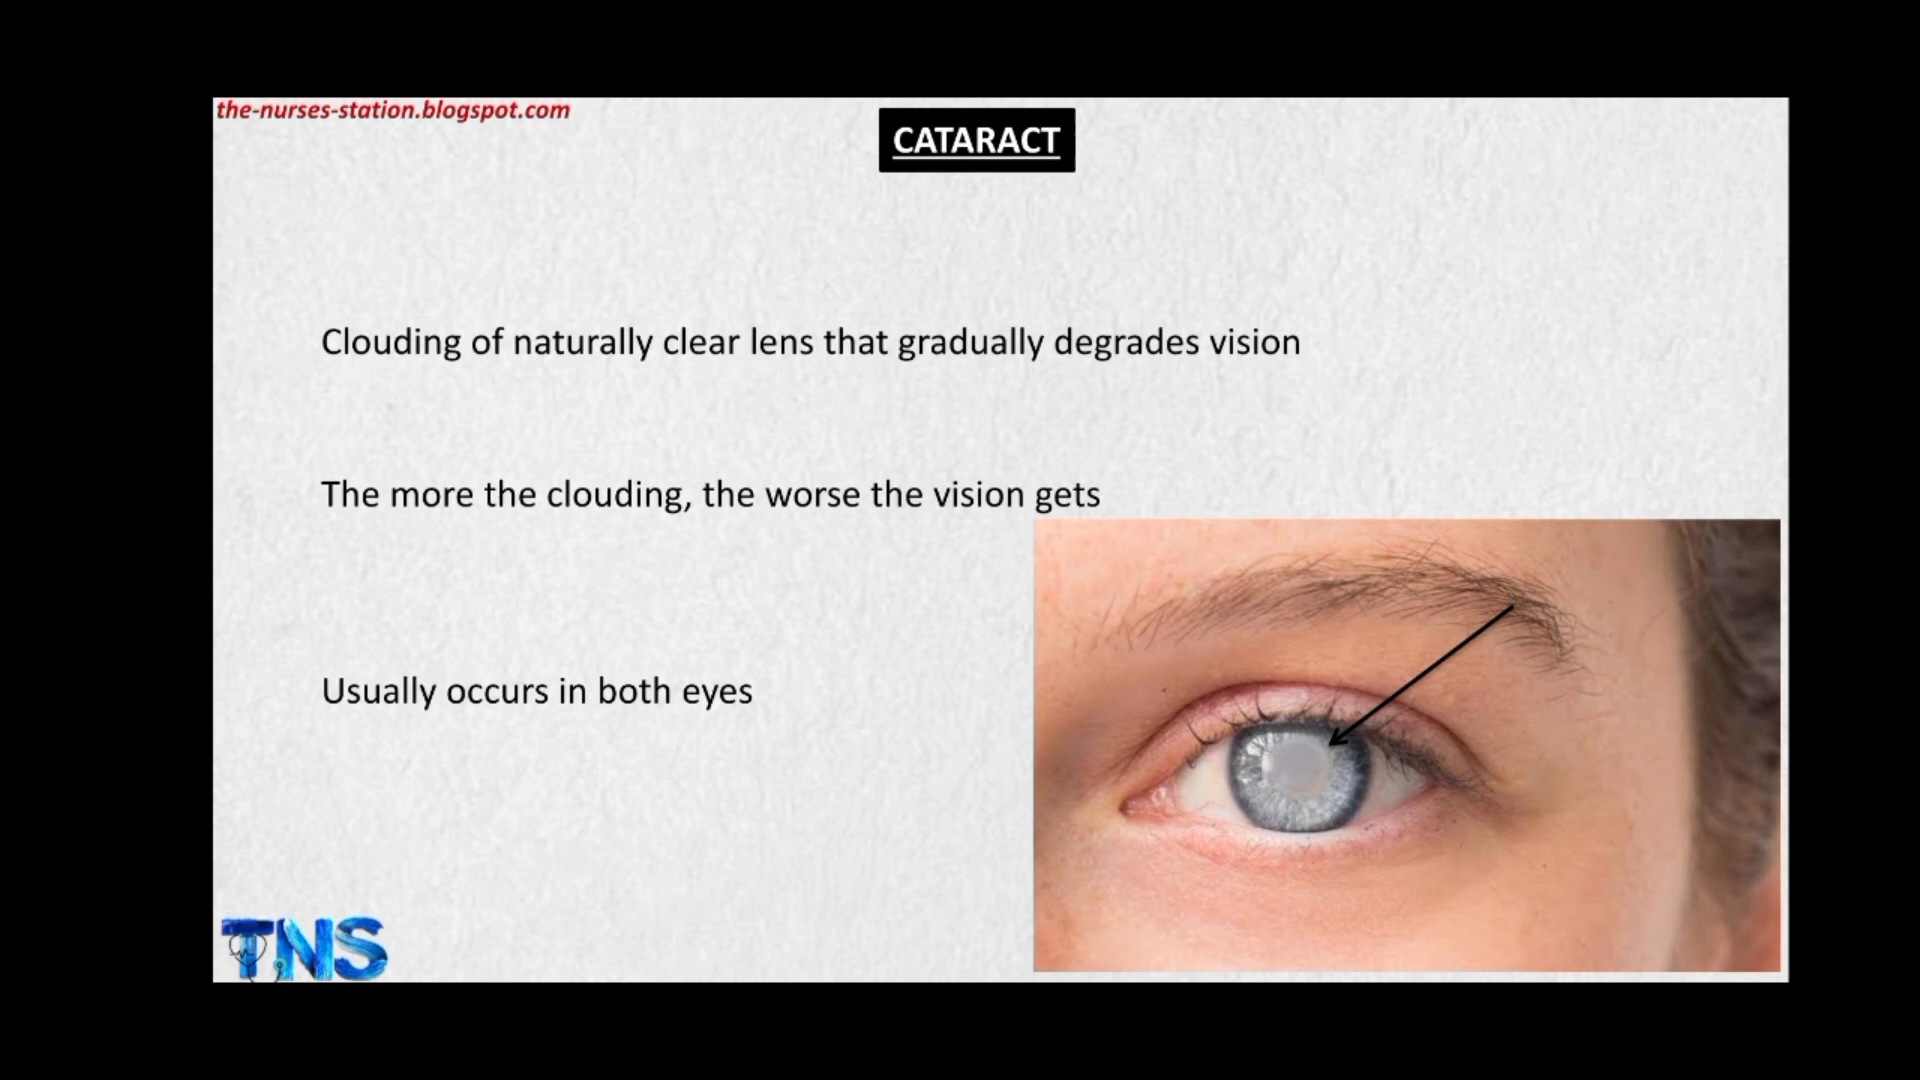 the-nurses-station.blogspot.com
CATARACT
Clouding of naturally clear lens that gradually degrades vision
The more the clouding, the worse the vision gets
Usually occurs in both eyes
TNS